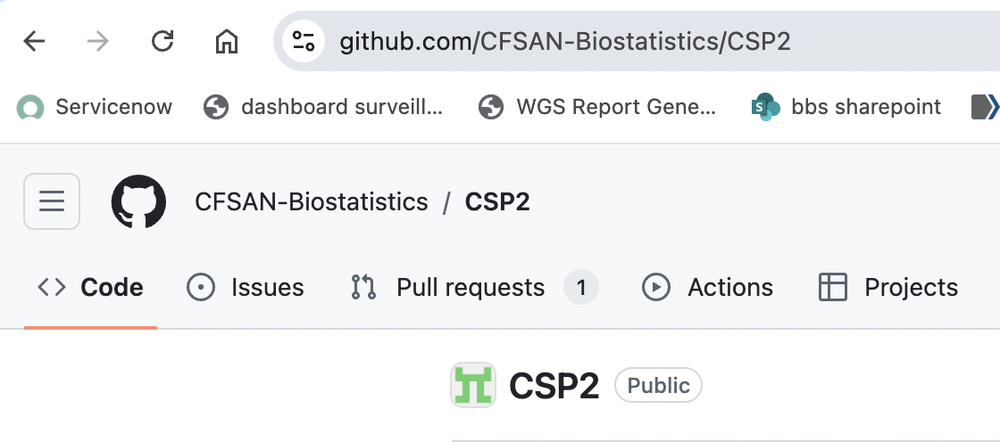 github.com/CFSAN-Biostatistics/CSP2
Servicenow dashboard surveill... WGS Report Gene... S bbs sharepoint
CFSAN-Biostatistics / CSP2
Code Issues Pull requests 1 Actions Projects
CSP2 Public